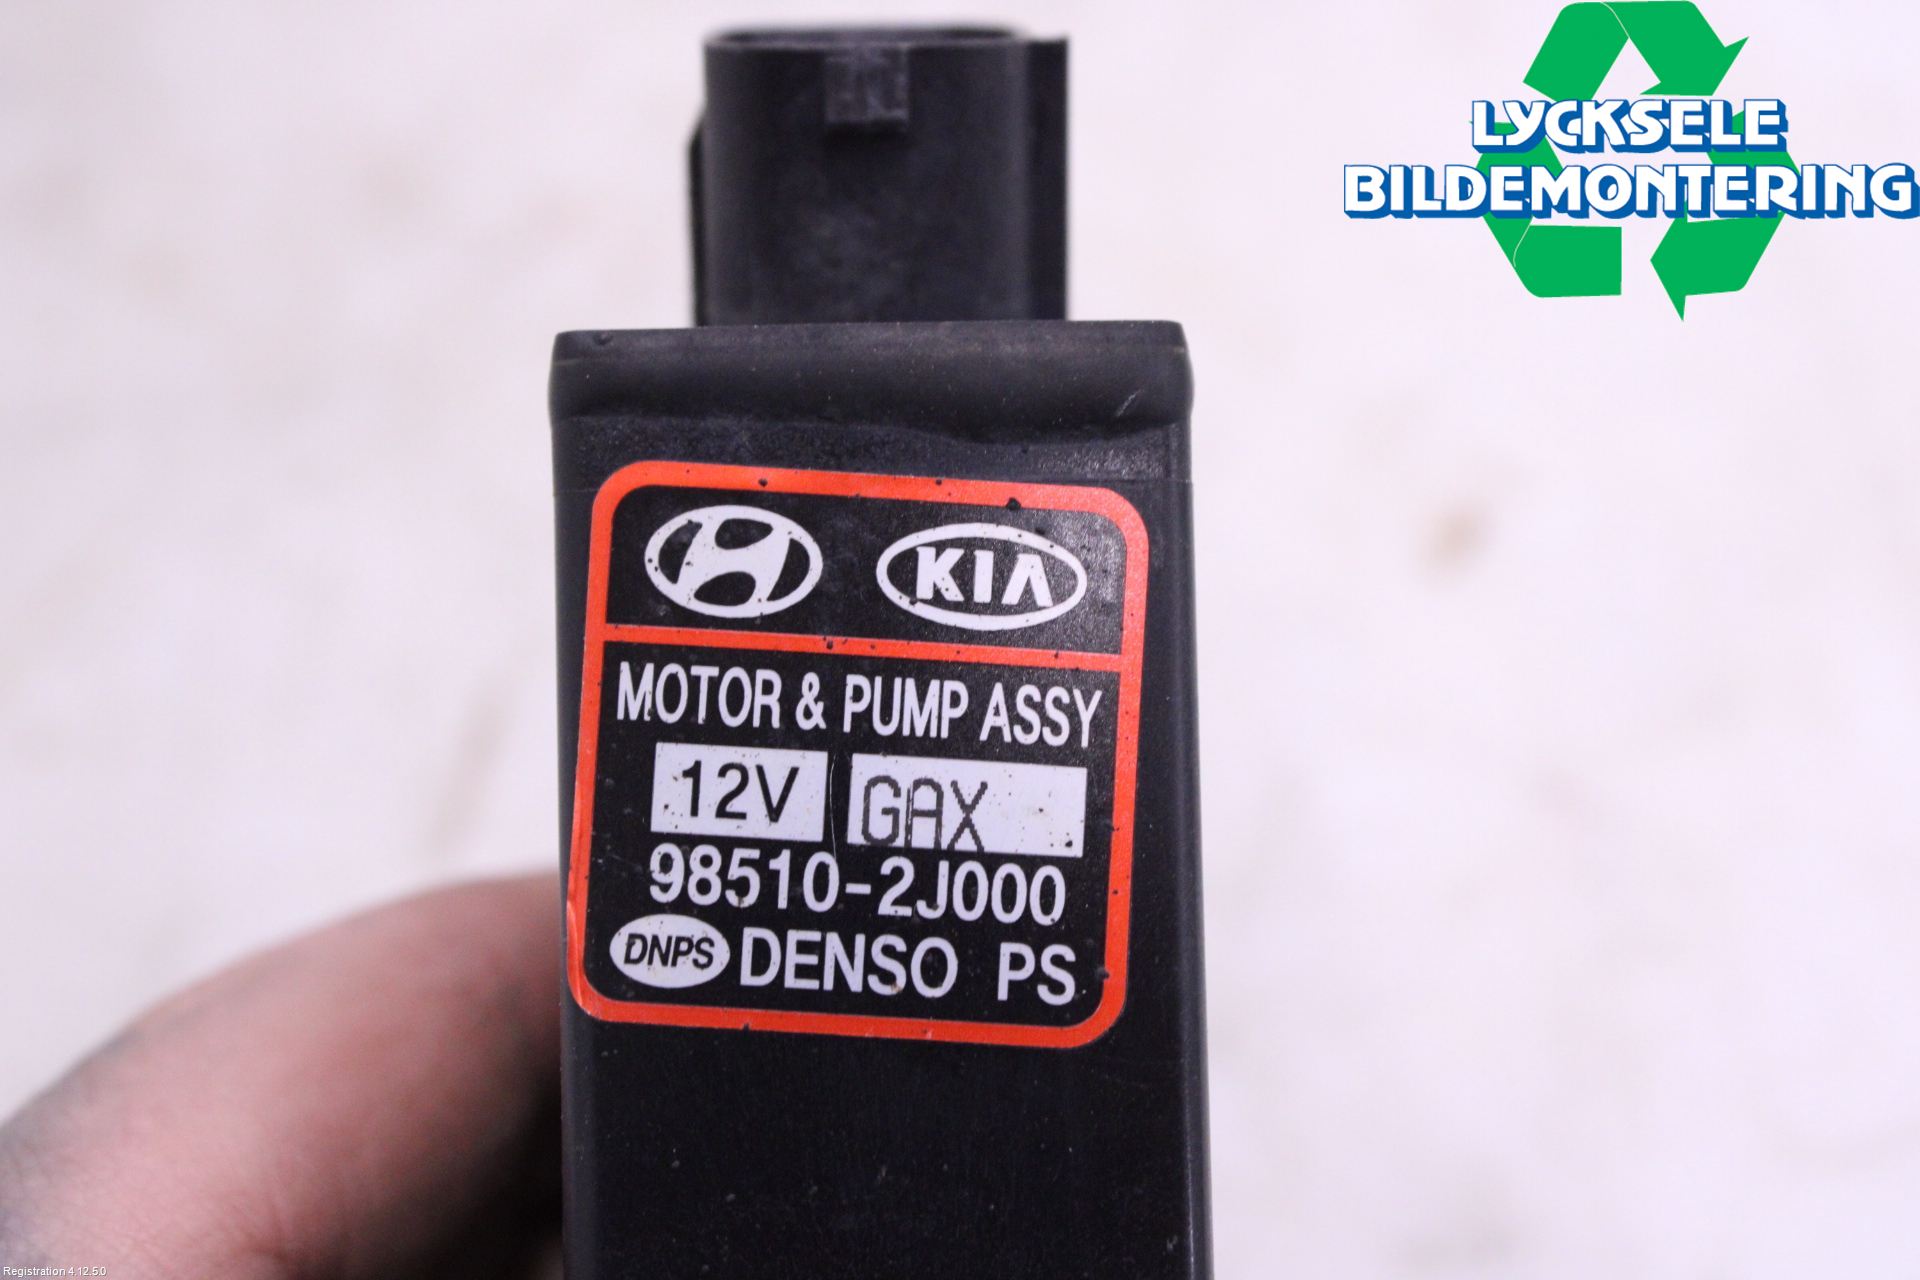 LYCKSELE
BILDEMONTERING
KIA
MOTOR & PUMP ASSY
12V GAX
98510-2J000
DNPS DENSO PS
Registration 4.12.5.0